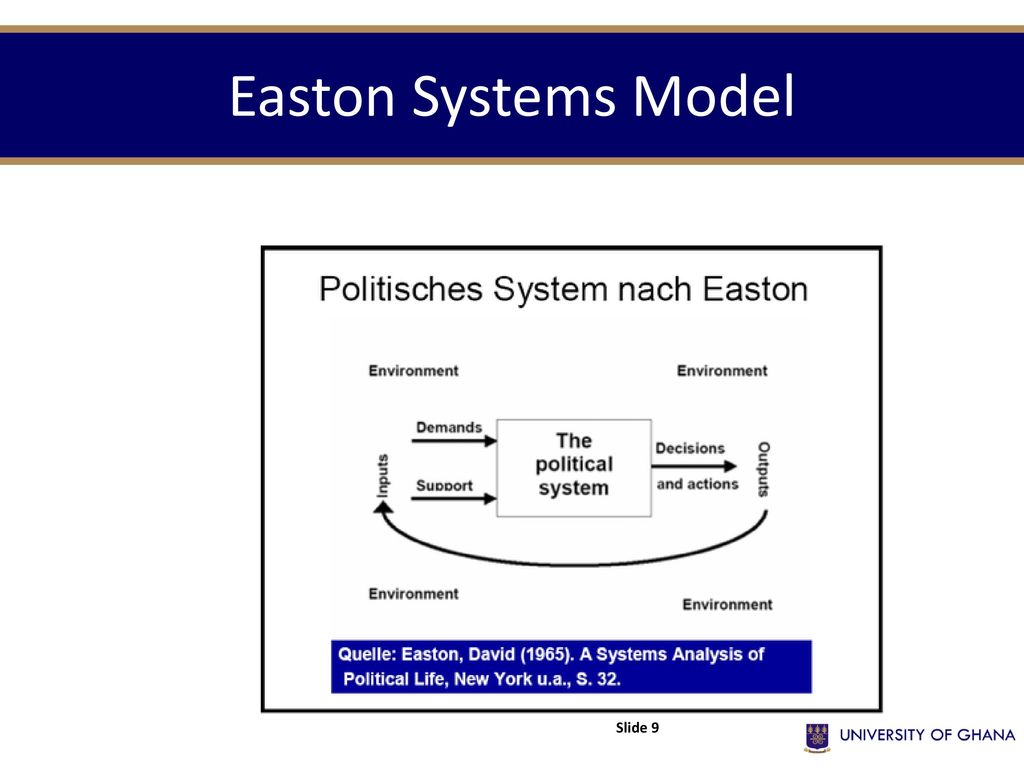 Easton Systems Model
Politisches System nach Easton
Environment
Environment
Demands
The
political
system
Decisions
Inputs
Support
and actions
Outputs
Environment
Environment
Quelle: Easton, David (1965). A Systems Analysis of
Political Life, New York u.a., S. 32.
Slide 9
UNIVERSITY OF GHANA